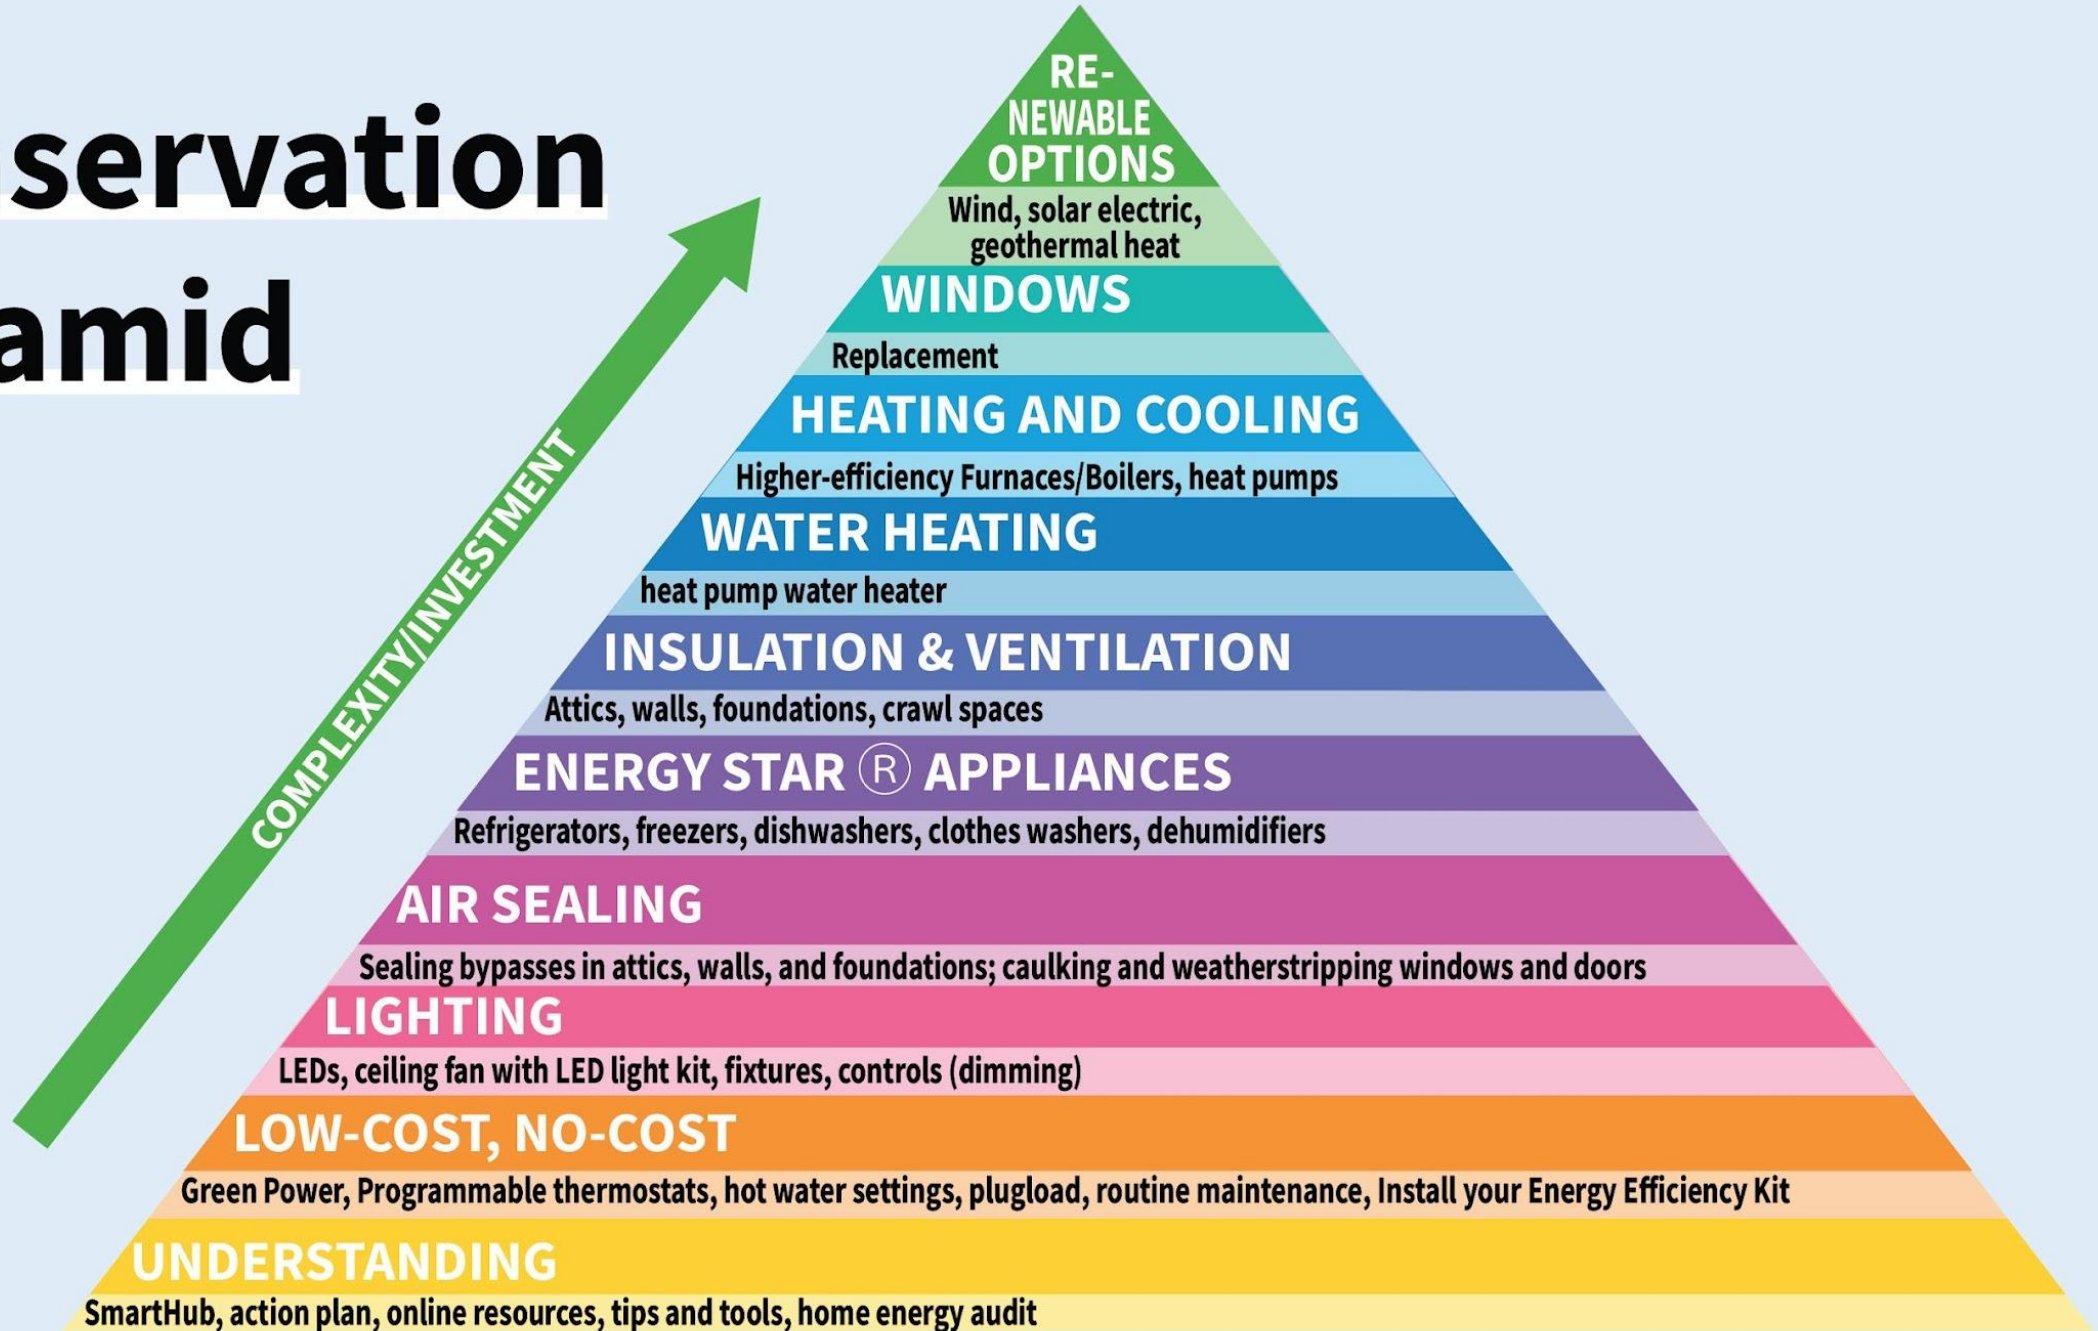 servation
amid
COMPLEXITY/INVESTMENT
RE-
NEWABLE
OPTIONS
Wind, solar electric,
geothermal heat
WINDOWS
Replacement
HEATING AND COOLING
Higher-efficiency Furnaces/Boilers, heat pumps
WATER HEATING
heat pump water heater
INSULATION & VENTILATION
Attics, walls, foundations, crawl spaces
ENERGY STAR ® APPLIANCES
Refrigerators, freezers, dishwashers, clothes washers, dehumidifiers
AIR SEALING
Sealing bypasses in attics, walls, and foundations; caulking and weatherstripping windows and doors
LIGHTING
LEDs, ceiling fan with LED light kit, fixtures, controls (dimming)
LOW-COST, NO-COST
Green Power, Programmable thermostats, hot water settings, plugload, routine maintenance, Install your Energy Efficiency Kit
UNDERSTANDING
SmartHub, action plan, online resources, tips and tools, home energy audit